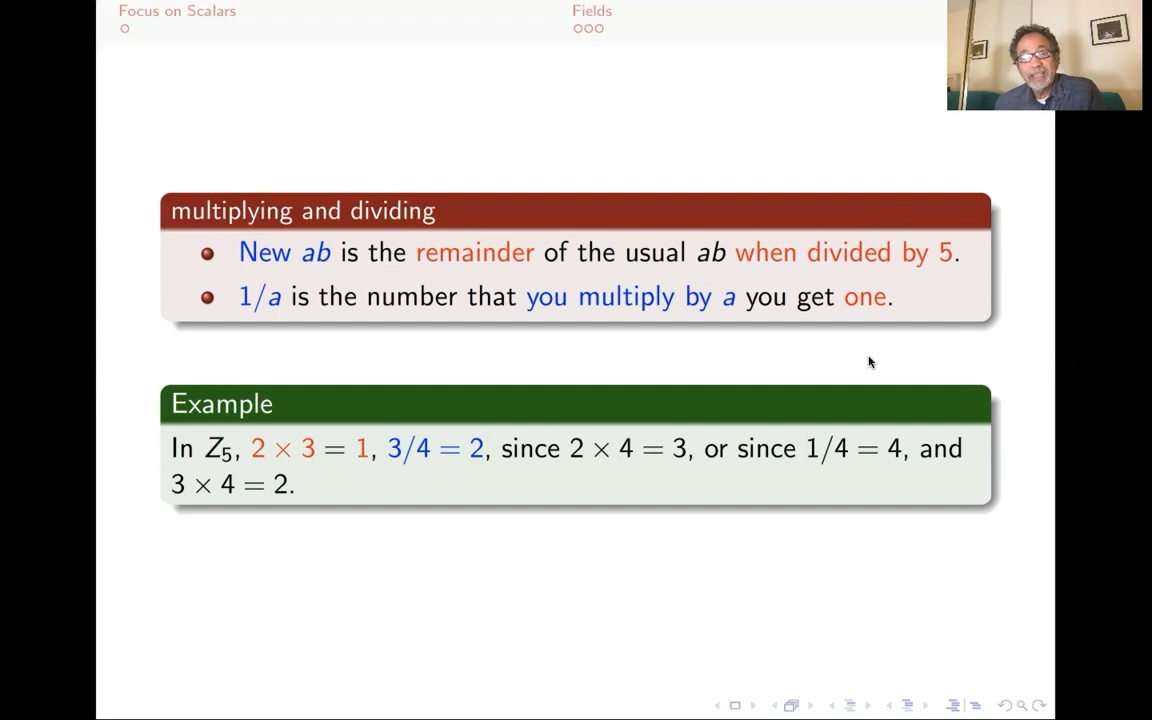 Focus on Scalars
Fields
multiplying and dividing
New ab is the remainder of the usual ab when divided by 5.
1/a is the number that you multiply by a you get one.
Example
In Z₅, 2 × 3 = 1, 3/4 = 2, since 2 × 4 = 3, or since 1/4 = 4, and
3 × 4 = 2.